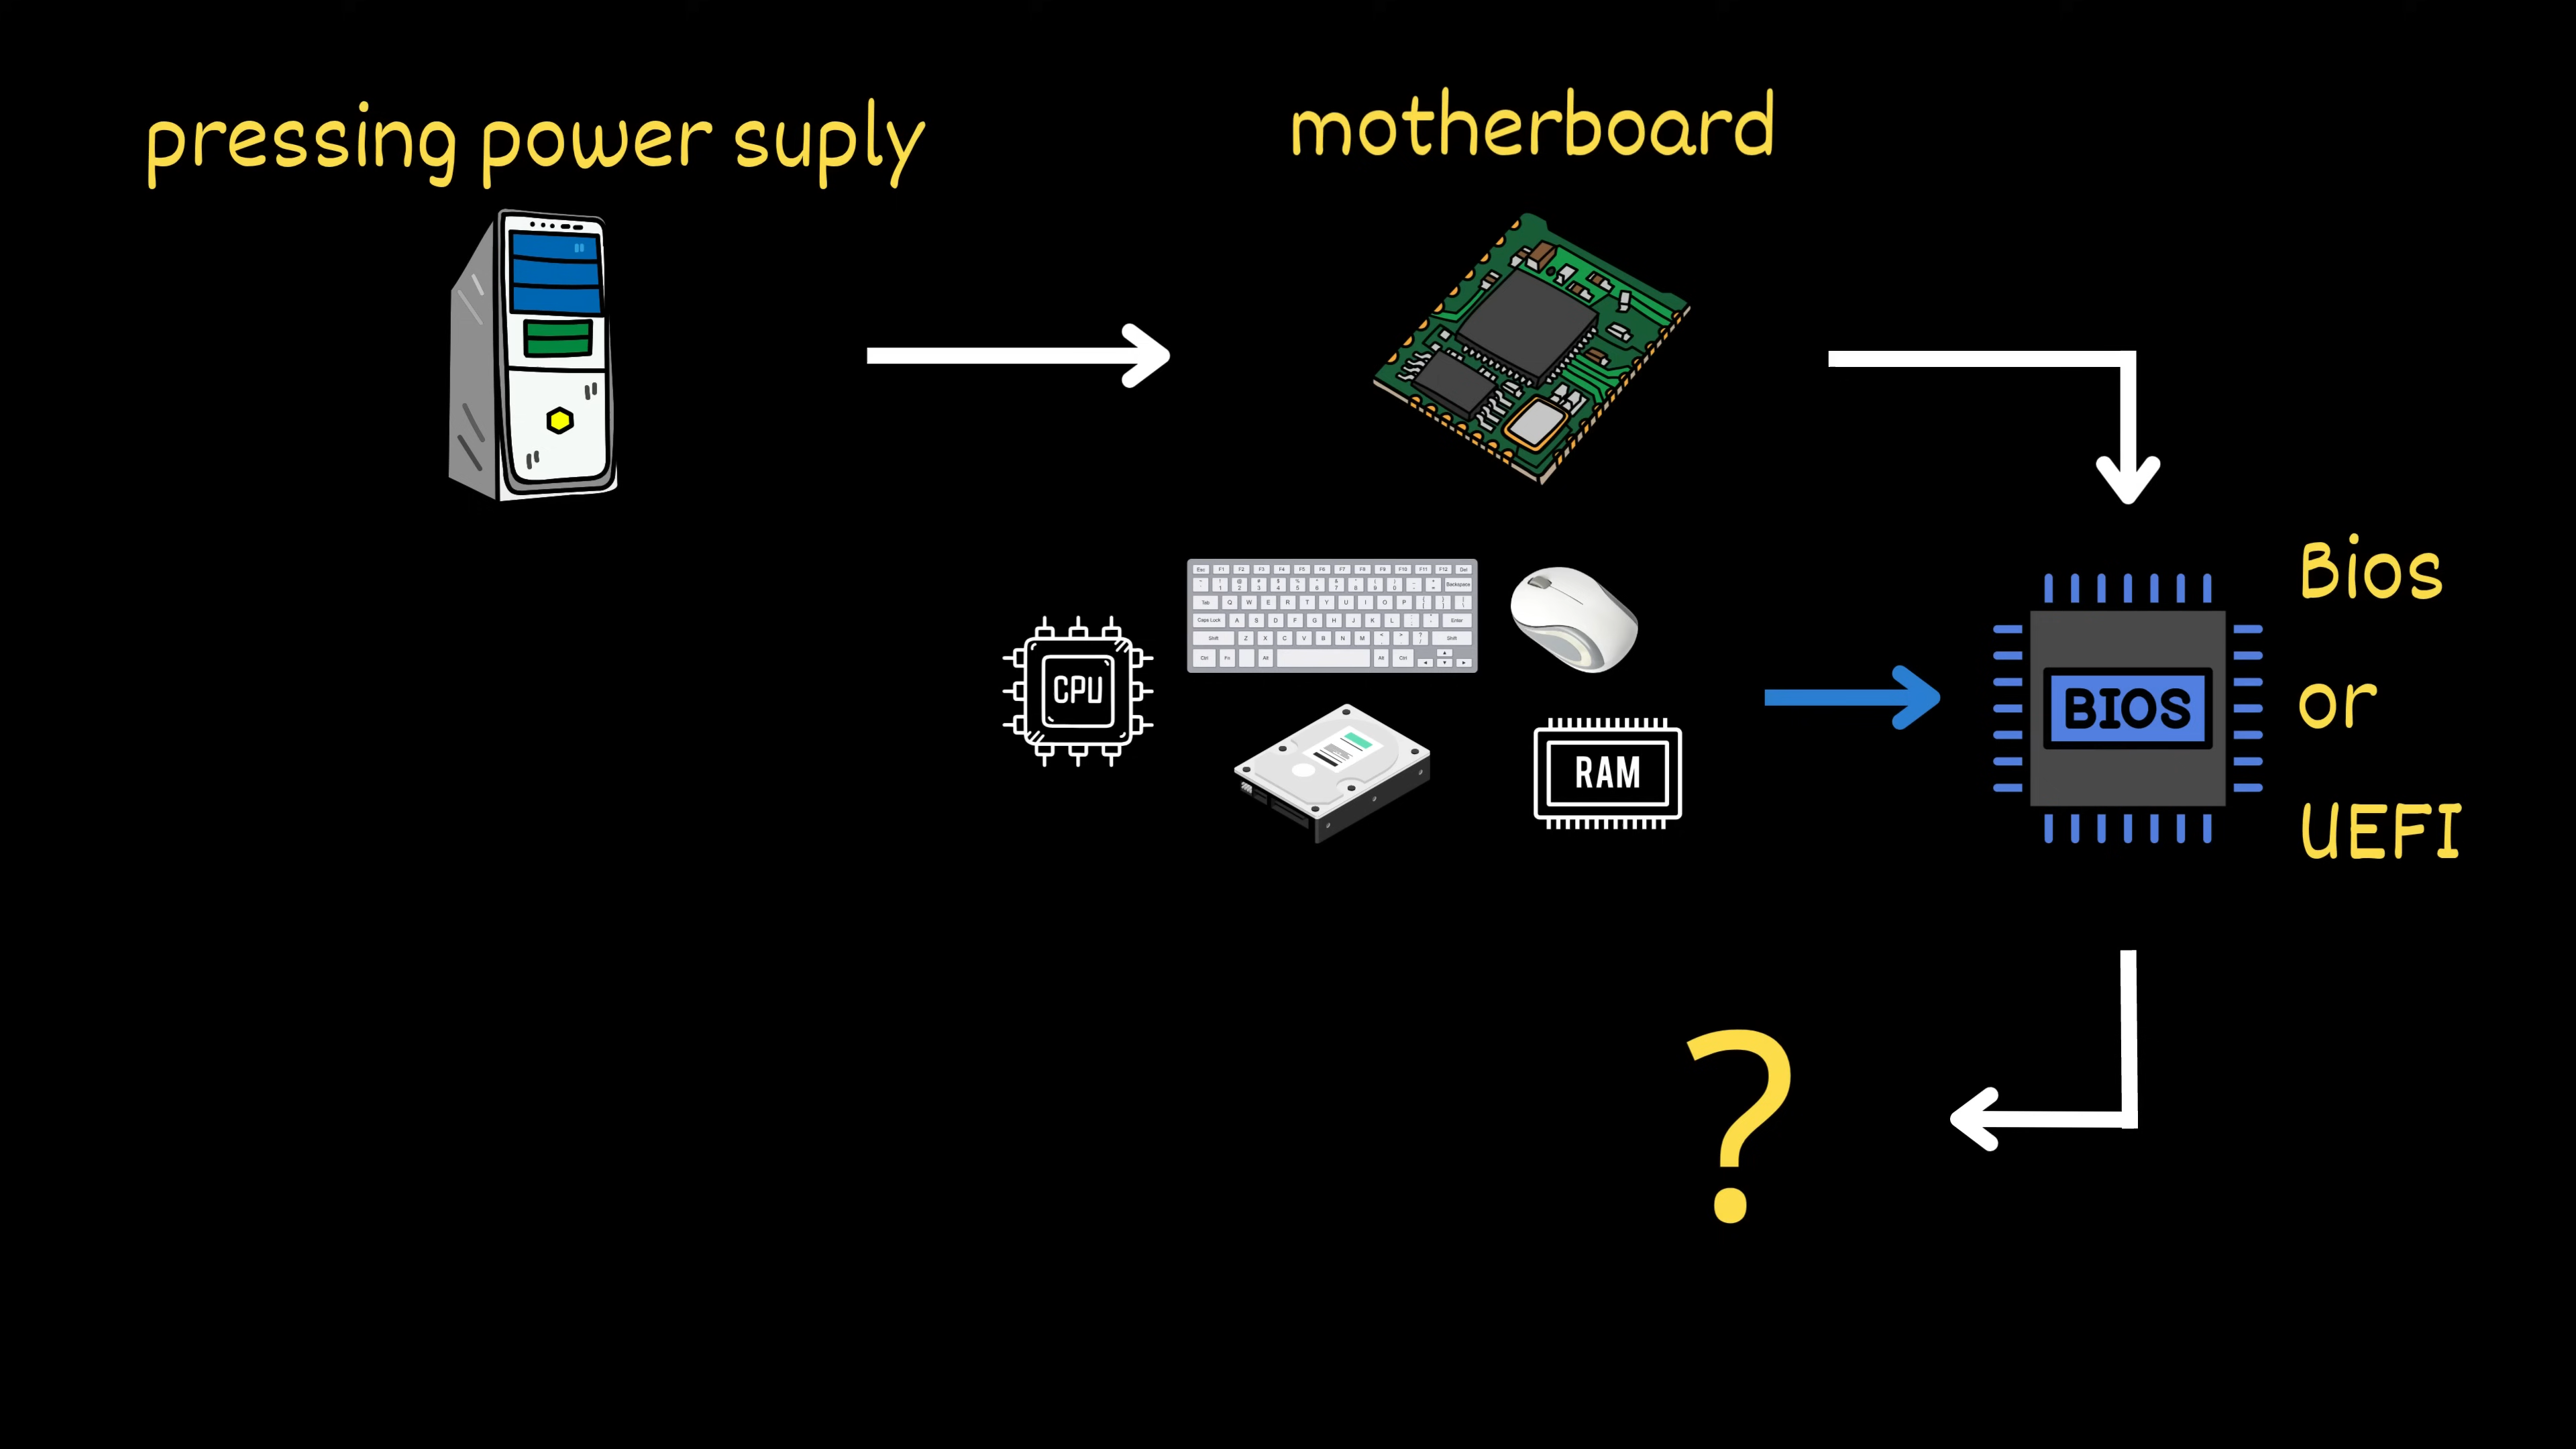 pressing power suply
motherboard
CPU
RAM
BIOS
Bios
or
UEFI
?